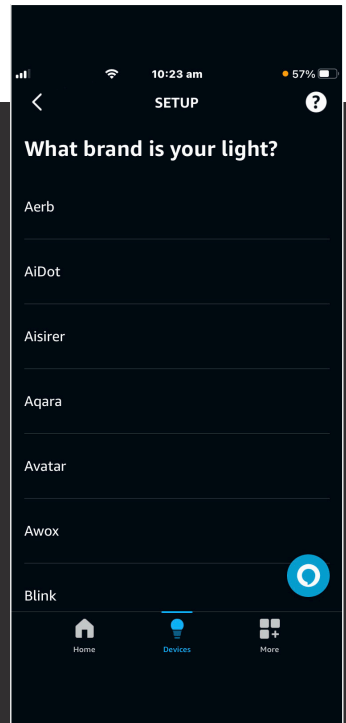 10:23 am
57%
SETUP
?
What brand is your light?
Aerb
AiDot
Aisirer
Aqara
Avatar
Awox
Blink
Home
Devices
More